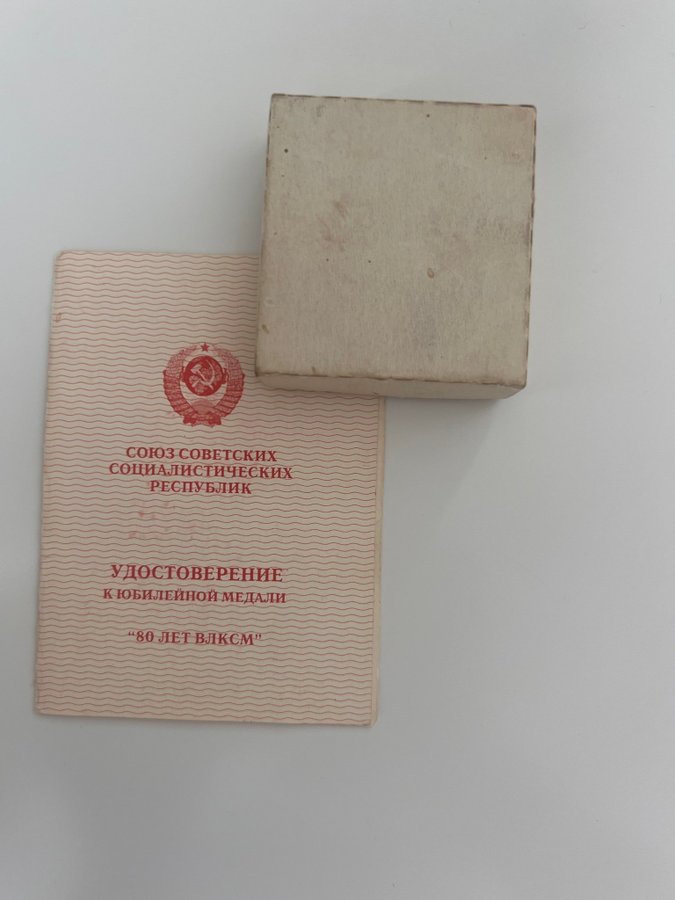 СОЮЗ СОВЕТСКИХ
СОЦИАЛИСТИЧЕСКИХ
РЕСПУБЛИК
УДОСТОВЕРЕНИЕ
К ЮБИЛЕЙНОЙ МЕДАЛИ
“80 ЛЕТ ВЛКСМ”